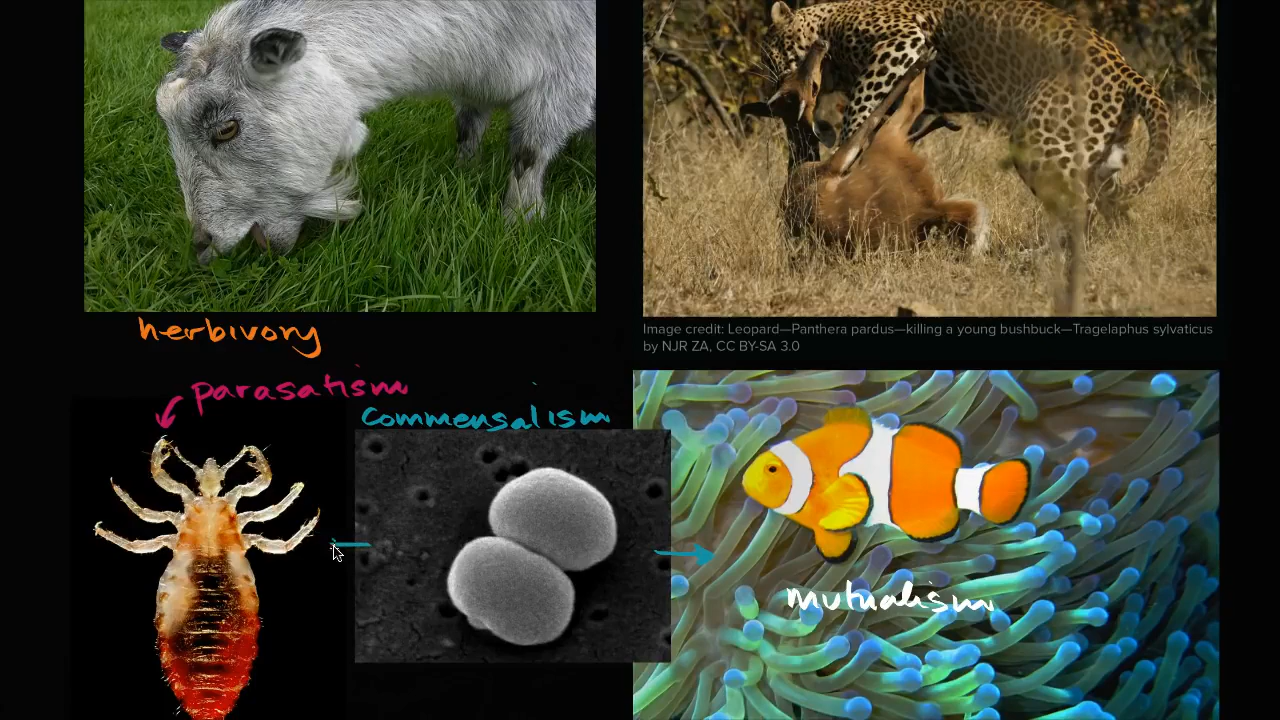 herbivory
Image credit: Leopard—Panthera pardus—killing a young bushbuck—Tragelaphus sylvaticus
by NJR ZA, CC BY-SA 3.0
parasatism
commensalism
mutualism